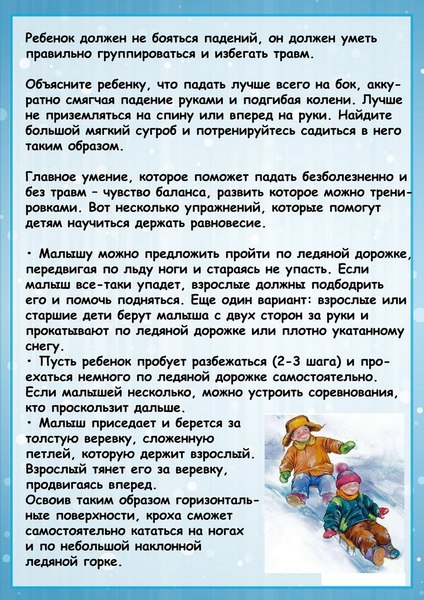 Ребенок должен не бояться падений, он должен уметь
правильно группироваться и избегать травм.
Объясните ребенку, что падать лучше всего на бок, акку-
ратно смягчая падение руками и подгибая колени. Лучше
не приземляться на спину или вперед на руки. Найдите
большой мягкий сугроб и потренируйтесь садиться в него
таким образом.
Главное умение, которое поможет падать безболезненно и
без травм – чувство баланса, развить которое можно трени-
ровками. Вот несколько упражнений, которые помогут
детям научиться держать равновесие.
• Малышу можно предложить пройти по ледяной дорожке,
передвигая по льду ноги и стараясь не упасть. Если
малыш все-таки упадет, взрослые должны подбодрить
его и помочь подняться. Еще один вариант: взрослые или
старшие дети берут малыша с двух сторон за руки и
прокатывают по ледяной дорожке или плотно укатанному
снегу.
• Пусть ребенок пробует разбежаться (2-3 шага) и про-
ехаться немного по ледяной дорожке самостоятельно.
Если малышей несколько, можно устроить соревнования,
кто проскользит дальше.
• Малыш приседает и берется за
толстую веревку, сложенную
петлей, которую держит взрослый.
Взрослый тянет его за веревку,
продвигаясь вперед.
Освоив таким образом горизонталь-
ные поверхности, кроха сможет
самостоятельно кататься на ногах
и по небольшой наклонной
ледяной горке.